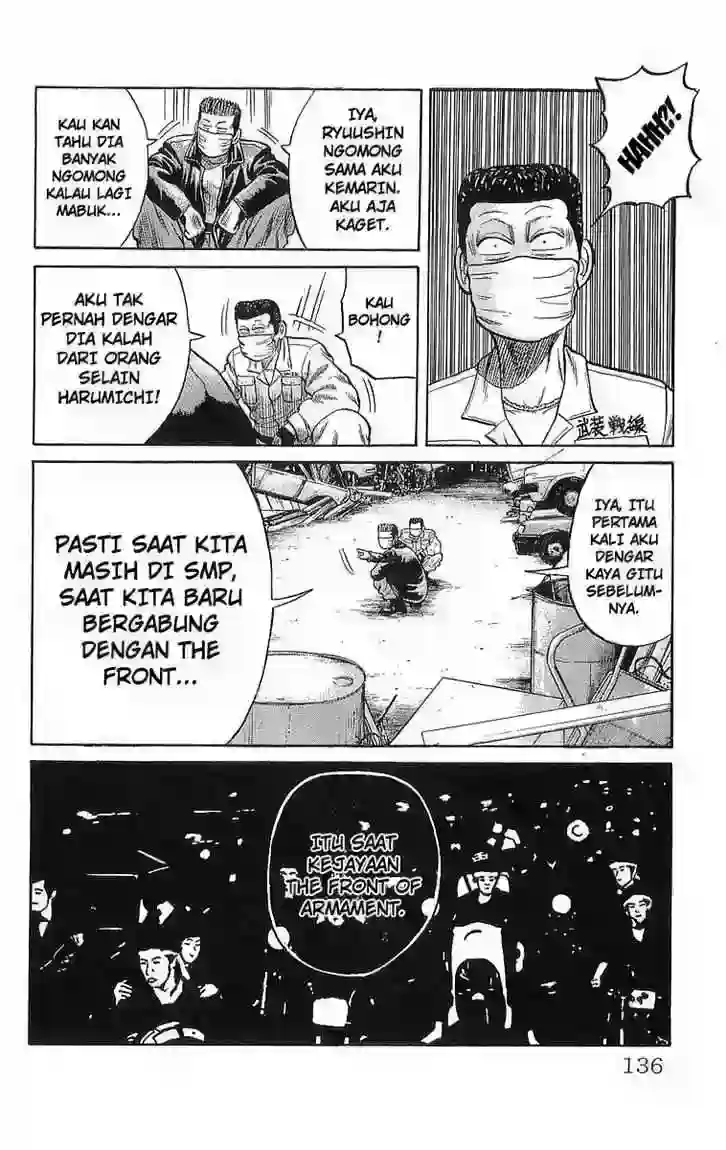 HAHH?!
武装戦線
IYA,
RYUUSHIN
NGOMONG
SAMA AKU
KEMARIN.
AKU AJA
KAGET.
KAU KAN
TAHU DIA
BANYAK
NGOMONG
KALAU LAGI
MABUK...
KAU
BOHONG
!
AKU TAK
PERNAH DENGAR
DIA KALAH
DARI ORANG
SELAIN
HARUMICHI!
IYA, ITU
PERTAMA
KALI AKU
DENGAR
KAYA GITU
SEBELUM-
NYA.
PASTI SAAT KITA
MASIH DI SMP,
SAAT KITA BARU
BERGABUNG
DENGAN THE
FRONT...
ITU SAAT
KEJAYAAN
THE FRONT OF
ARMAMENT.
136